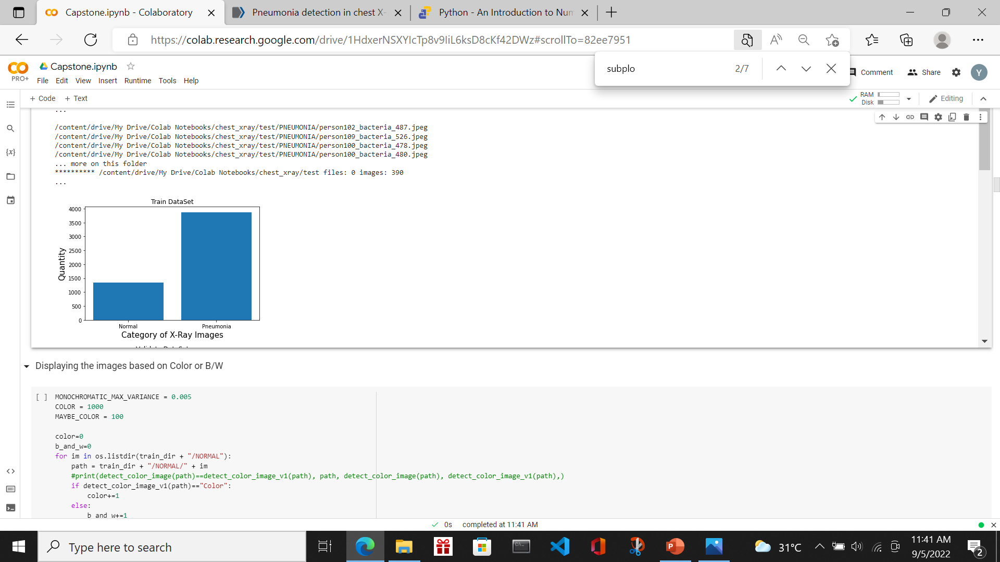 Capstone.ipynb - Colaboratory
Pneumonia detection in chest X-
Python - An Introduction to Num
https://colab.research.google.com/drive/1HdxerNSXYIcTp8v9IiL6ksD8cKf42DWz#scrollTo=82ee7951
subplo 2/7
CO
PRO+
Capstone.ipynb
File Edit View Insert Runtime Tools Help
Comment Share Y
+ Code + Text
RAM
Disk
Editing
...
/content/drive/My Drive/Colab Notebooks/chest_xray/test/PNEUMONIA/person102_bacteria_487.jpeg
/content/drive/My Drive/Colab Notebooks/chest_xray/test/PNEUMONIA/person109_bacteria_526.jpeg
/content/drive/My Drive/Colab Notebooks/chest_xray/test/PNEUMONIA/person100_bacteria_478.jpeg
/content/drive/My Drive/Colab Notebooks/chest_xray/test/PNEUMONIA/person100_bacteria_480.jpeg
... more on this folder
********** /content/drive/My Drive/Colab Notebooks/chest_xray/test files: 0 images: 390
...
Train DataSet
4000
3500
3000
2500
2000
1500
1000
500
0
Quantity
Normal Pneumonia
Category of X-Ray Images
Displaying the images based on Color or B/W
[ ] MONOCHROMATIC_MAX_VARIANCE = 0.005
COLOR = 1000
MAYBE_COLOR = 100
color=0
b_and_w=0
for im in os.listdir(train_dir + "/NORMAL"):
path = train_dir + "/NORMAL/" + im
#print(detect_color_image(path)==detect_color_image_v1(path), path, detect_color_image(path), detect_color_image_v1(path),)
if detect_color_image_v1(path)=="Color":
color+=1
else:
b_and_w+=1
0s completed at 11:41 AM
Type here to search
31°C
11:41 AM
9/5/2022
2